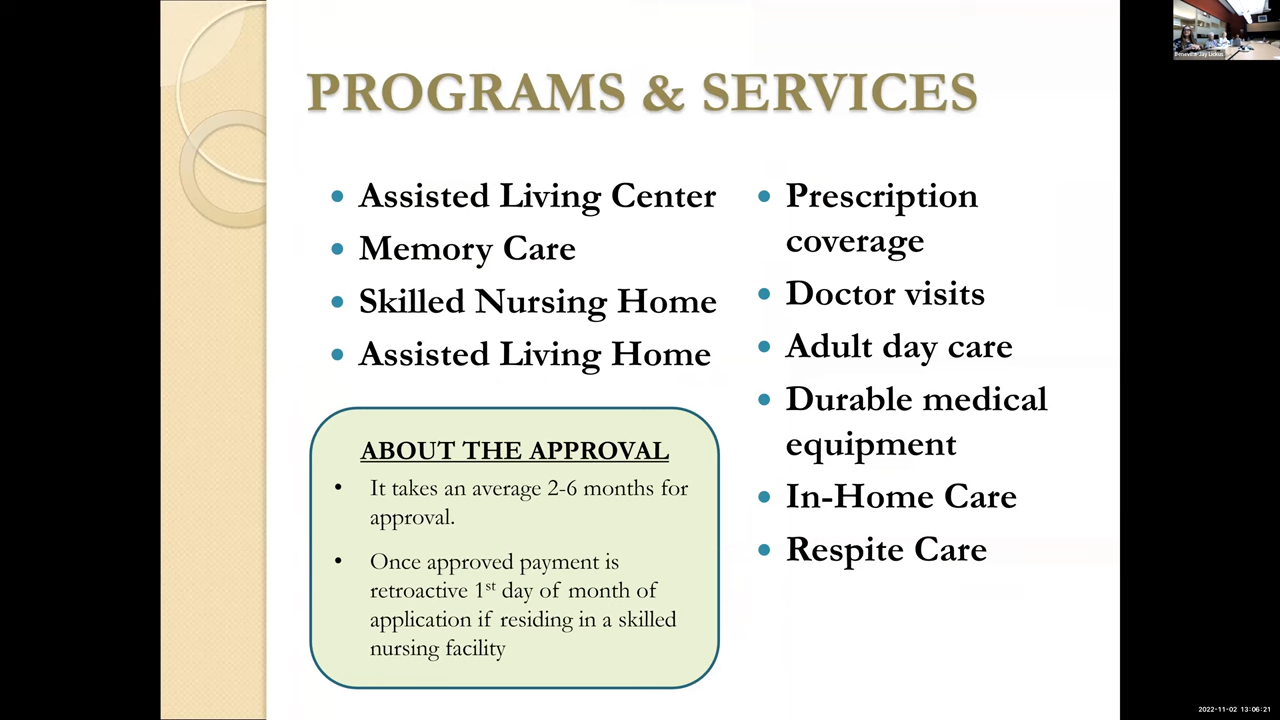 PROGRAMS & SERVICES
Assisted Living Center
Memory Care
Skilled Nursing Home
Assisted Living Home
ABOUT THE APPROVAL
It takes an average 2-6 months for
approval.
Once approved payment is
retroactive 1st day of month of
application if residing in a skilled
nursing facility
Prescription
coverage
Doctor visits
Adult day care
Durable medical
equipment
In-Home Care
Respite Care
2022-11-02 13:06:21